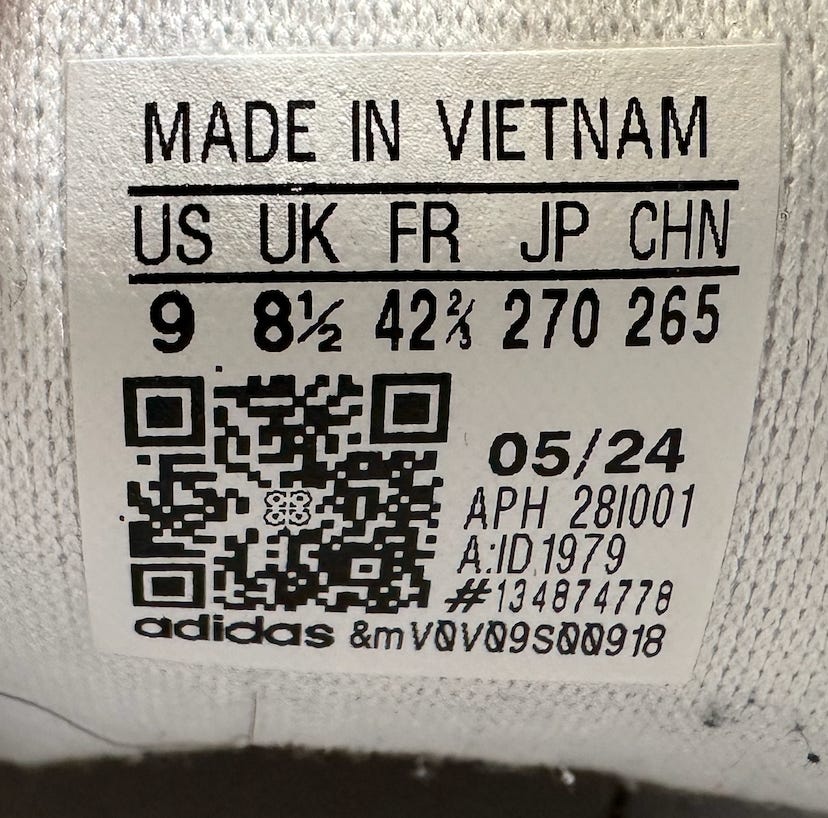 MADE IN VIETNAM
US UK FR JP CHN
9 8½ 42⅔ 270 265
05/24
APH 28I001
A:ID1979
#134874778
adidas &mV0V09S00918